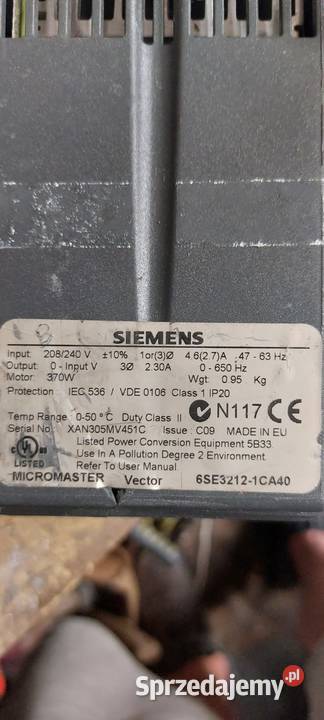 SIEMENS
Input: 208/240 V ±10% 1or(3)Ø 4.6(2.7)A 47 - 63 Hz
Output: 0 - Input V 3Ø 2.30A 0 - 650 Hz
Motor: 370W Wgt: 0.95 Kg
Protection IEC 536 / VDE 0106 Class 1 IP20
Temp Range: 0-50 °C Duty Class II N117 CE
Serial No: XAN305MV451C Issue: C09 MADE IN EU
c UL US LISTED
Listed Power Conversion Equipment 5B33.
Use In A Pollution Degree 2 Environment.
Refer To User Manual
MICROMASTER Vector 6SE3212-1CA40
Sprzedajemy.pl